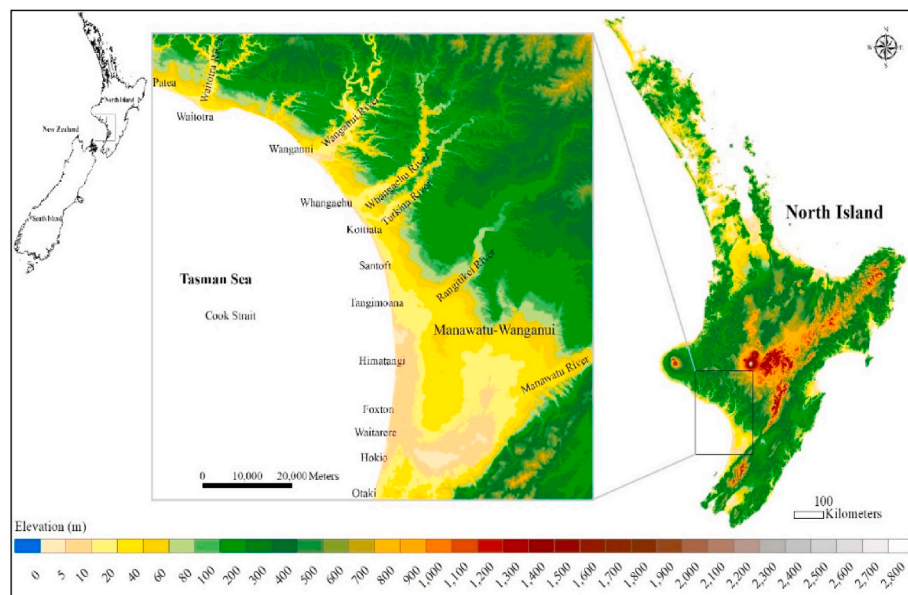 N
W
E
S
North Island
New Zealand
South Island
Patea
Waitotra River
Waitotra
Wanganui
Wanganui River
Whangaehu
Whangaehu River
Turkina River
Koitiata
Santoft
Rangitikei River
Tasman Sea
Cook Strait
Tangimoana
Manawatu-Wanganui
Himatangi
Manawatu River
Foxton
Waitarere
Hokio
Otaki
0 10,000 20,000 Meters
North Island
100
Kilometers
Elevation (m)
0 5 10 20 40 60 80 100 200 300 400 500 600 700 800 900 1,000 1,100 1,200 1,300 1,400 1,500 1,600 1,700 1,800 1,900 2,000 2,100 2,200 2,300 2,400 2,500 2,600 2,700 2,800